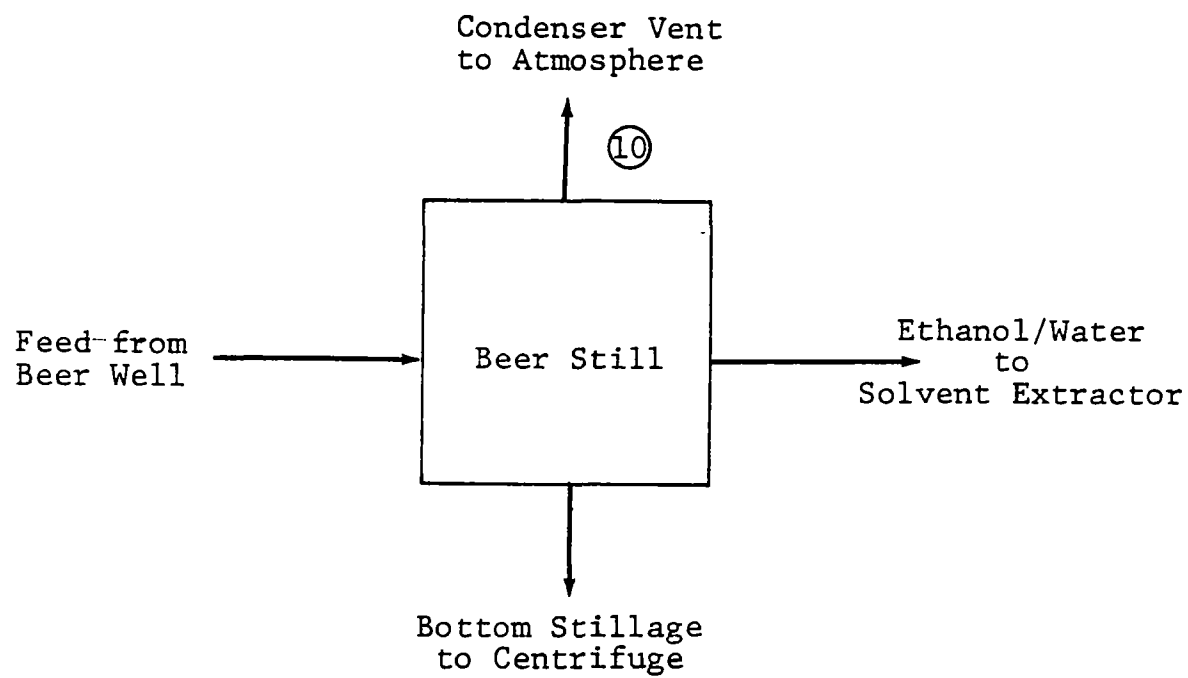 Condenser Vent
to Atmosphere
10
Feed from
Beer Well
Beer Still
Ethanol/Water
to
Solvent Extractor
Bottom Stillage
to Centrifuge